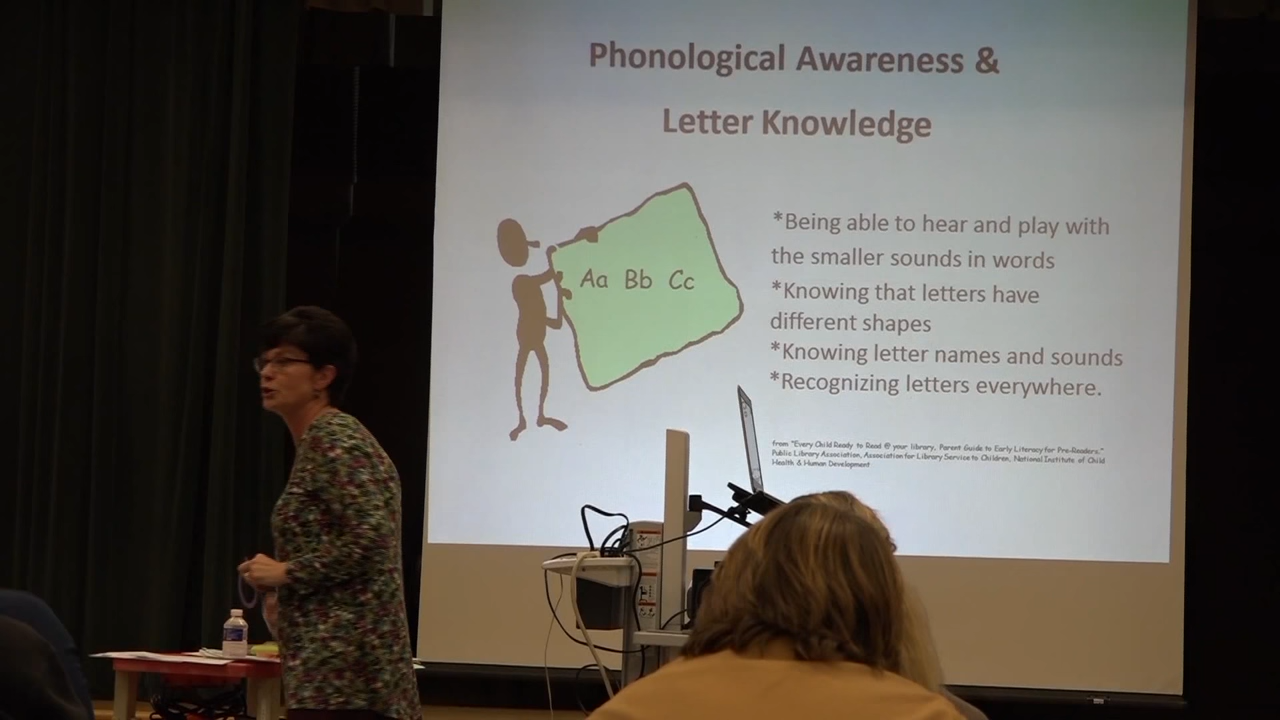 Phonological Awareness &
Letter Knowledge
Aa Bb Cc
*Being able to hear and play with
the smaller sounds in words
*Knowing that letters have
different shapes
*Knowing letter names and sounds
*Recognizing letters everywhere.
from "Every Child Ready to Read @ your library, Parent Guide to Early Literacy for Pre-Readers."
Public Library Association, Association for Library Service to Children, National Institute of Child
Health & Human Development